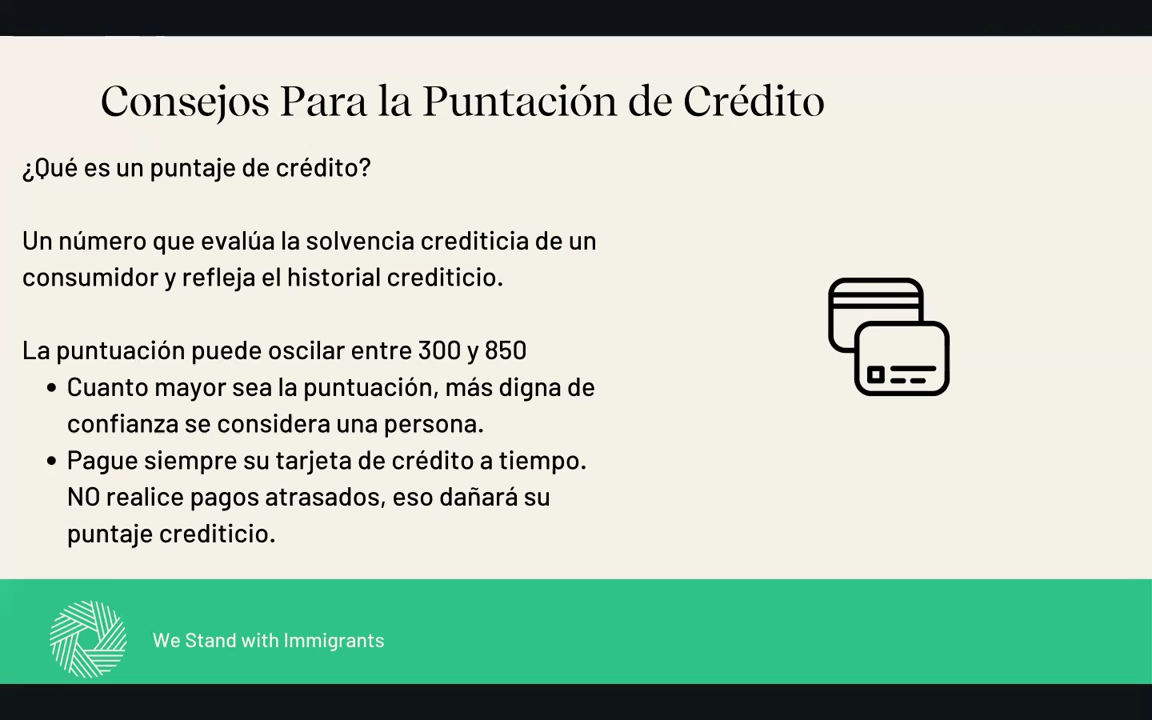 Consejos Para la Puntación de Crédito
¿Qué es un puntaje de crédito?
Un número que evalúa la solvencia crediticia de un
consumidor y refleja el historial crediticio.
La puntuación puede oscilar entre 300 y 850
• Cuanto mayor sea la puntuación, más digna de
confianza se considera una persona.
• Pague siempre su tarjeta de crédito a tiempo.
NO realice pagos atrasados, eso dañará su
puntaje crediticio.
We Stand with Immigrants